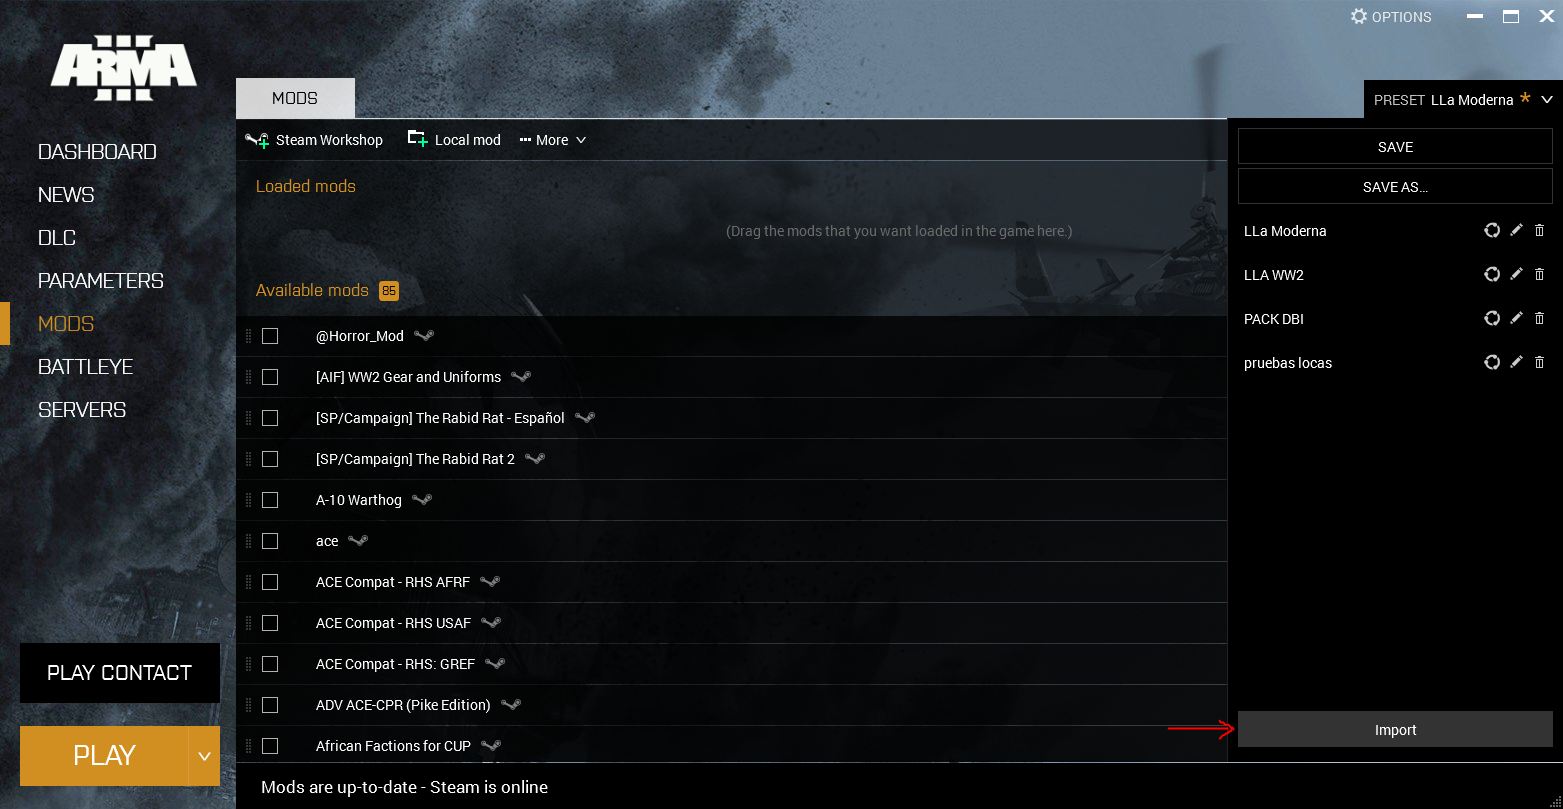 OPTIONS
ARMA
III
MODS
PRESET LLa Moderna *
DASHBOARD
NEWS
DLC
PARAMETERS
MODS
BATTLEYE
SERVERS
PLAY CONTACT
PLAY
Steam Workshop
Local mod
More
Loaded mods
(Drag the mods that you want loaded in the game here.)
Available mods 85
@Horror_Mod
[AIF] WW2 Gear and Uniforms
[SP/Campaign] The Rabid Rat - Español
[SP/Campaign] The Rabid Rat 2
A-10 Warthog
ace
ACE Compat - RHS AFRF
ACE Compat - RHS USAF
ACE Compat - RHS: GREF
ADV ACE-CPR (Pike Edition)
African Factions for CUP
SAVE
SAVE AS...
LLa Moderna
LLA WW2
PACK DBI
pruebas locas
Import
Mods are up-to-date - Steam is online